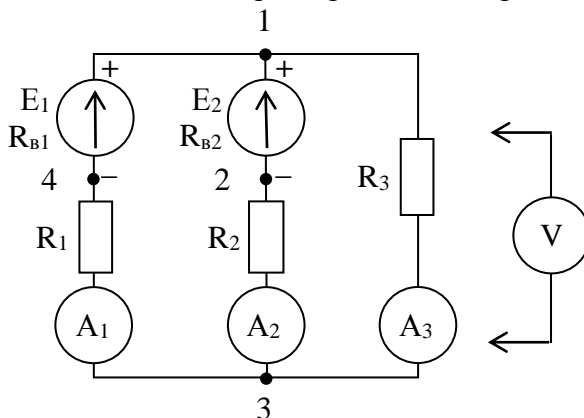 1
+ +
E₁ E₂
Rв1 Rв2
4 − 2 − R₃
R₁ R₂ V
A₁ A₂ A₃
3